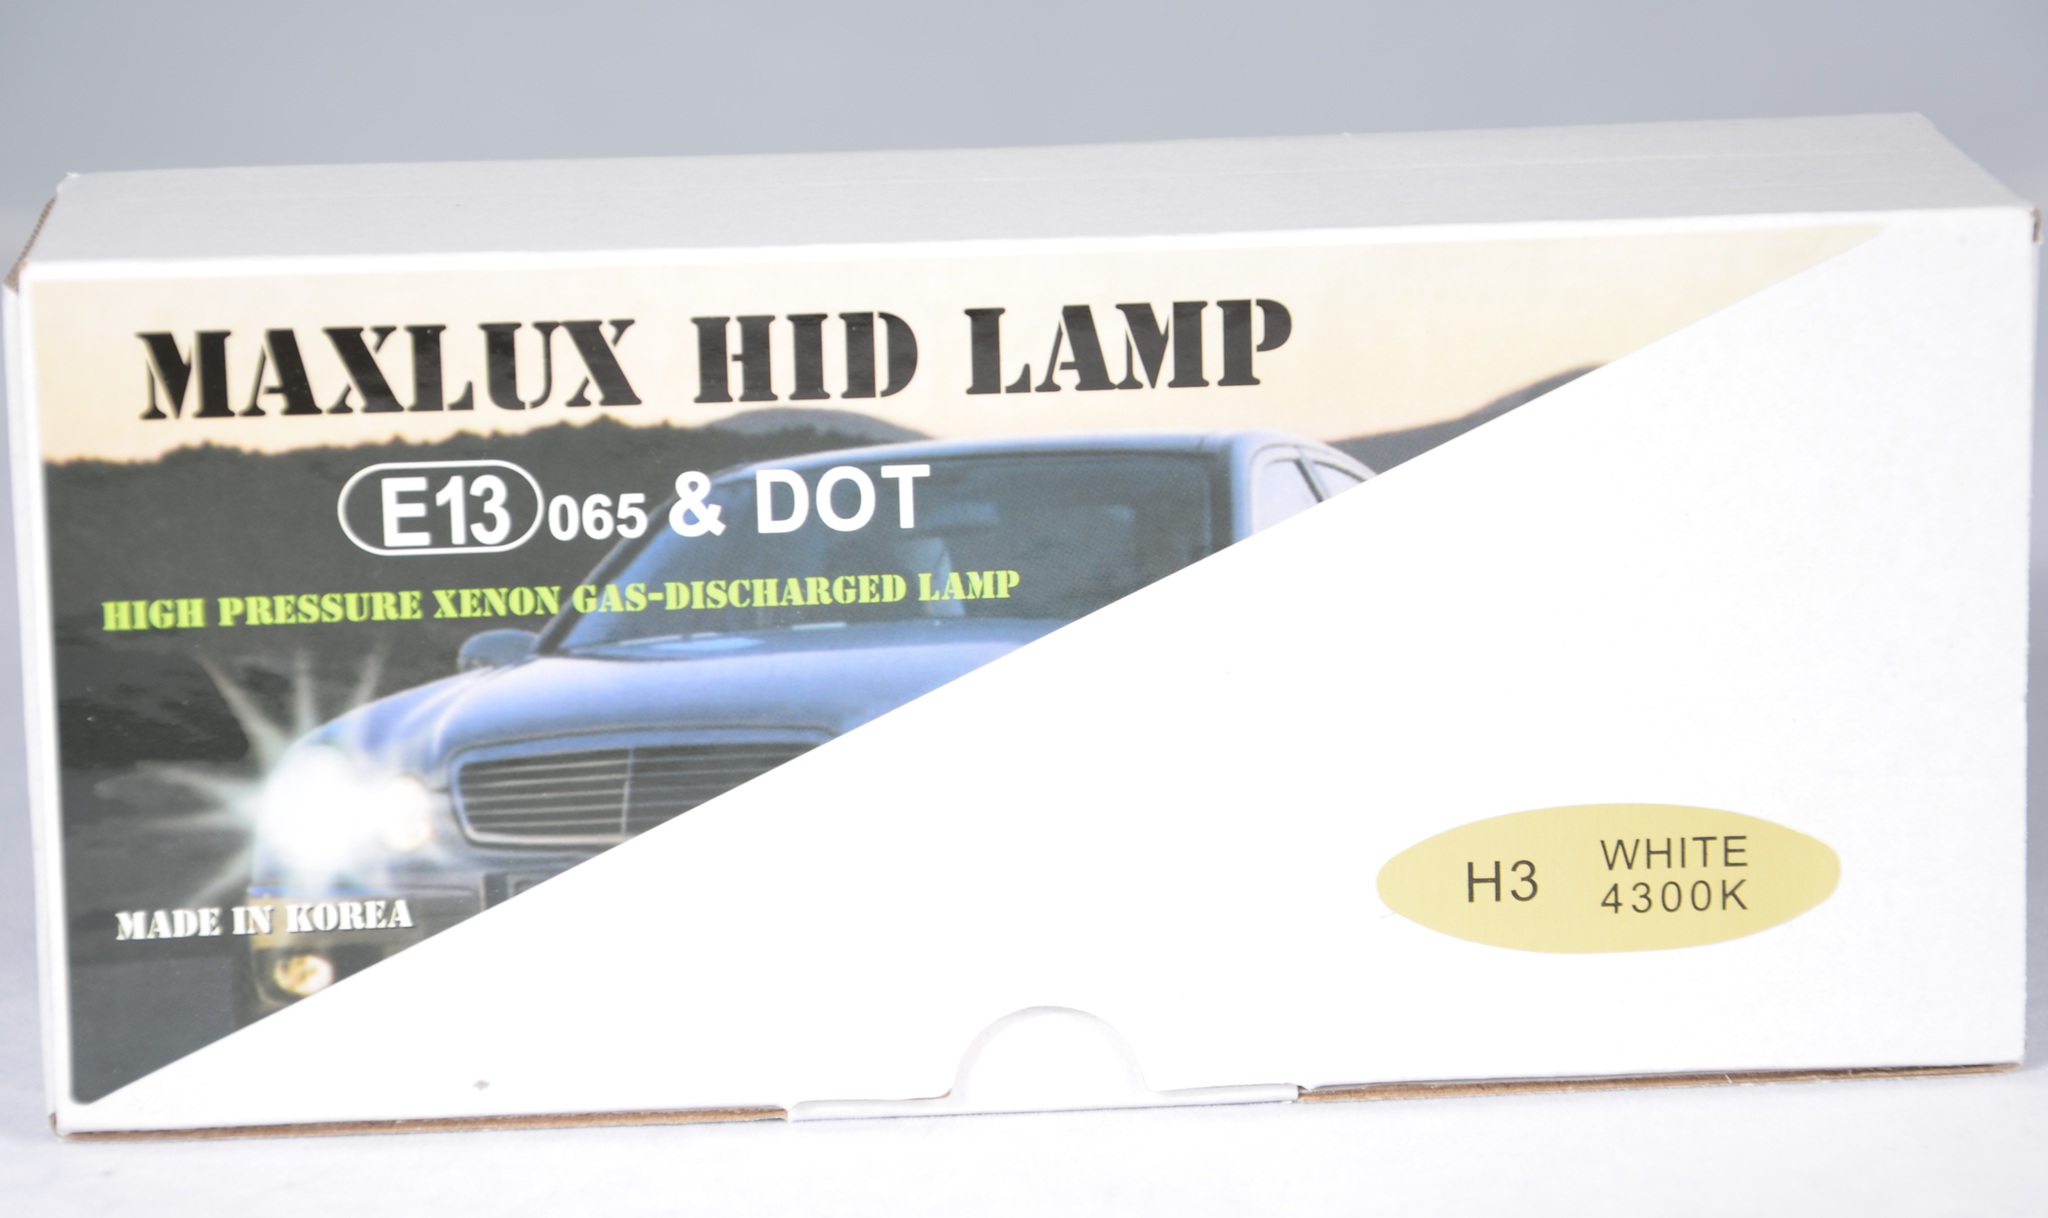 MAXLUX HID LAMP
E13 065 & DOT
HIGH PRESSURE XENON GAS-DISCHARGED LAMP
MADE IN KOREA
H3 WHITE
4300K